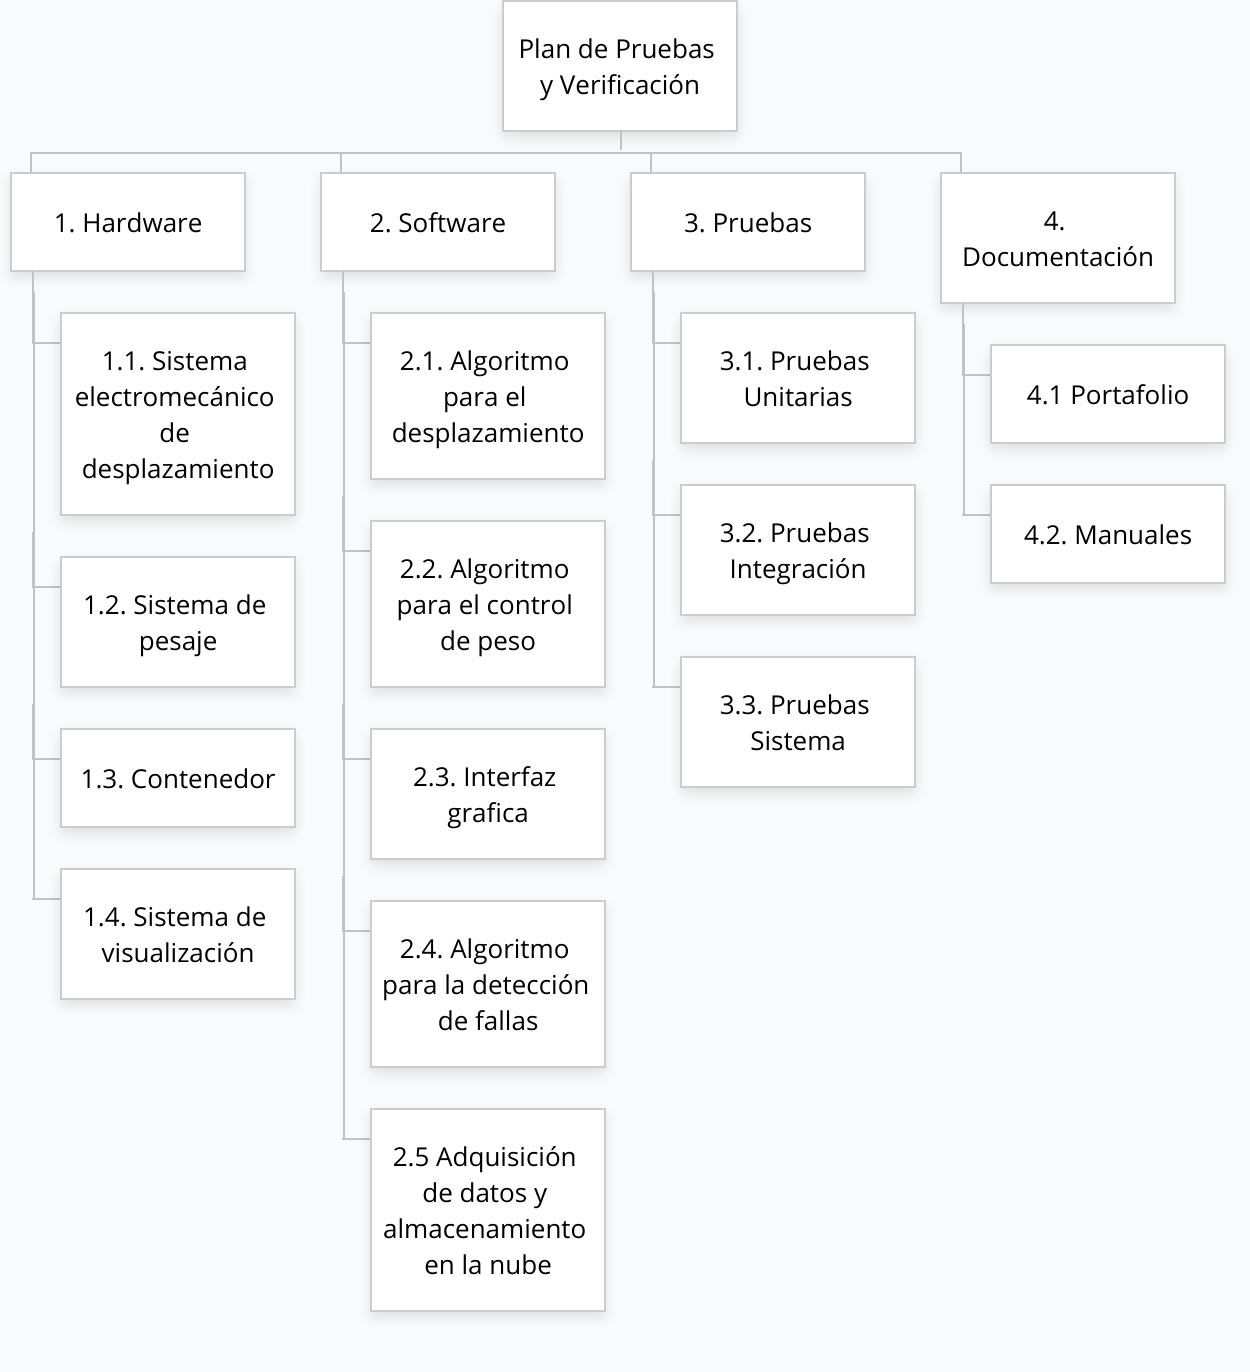 Plan de Pruebas
y Verificación
1. Hardware
1.1. Sistema
electromecánico
de
desplazamiento
1.2. Sistema de
pesaje
1.3. Contenedor
1.4. Sistema de
visualización
2. Software
2.1. Algoritmo
para el
desplazamiento
2.2. Algoritmo
para el control
de peso
2.3. Interfaz
grafica
2.4. Algoritmo
para la detección
de fallas
2.5 Adquisición
de datos y
almacenamiento
en la nube
3. Pruebas
3.1. Pruebas
Unitarias
3.2. Pruebas
Integración
3.3. Pruebas
Sistema
4.
Documentación
4.1 Portafolio
4.2. Manuales